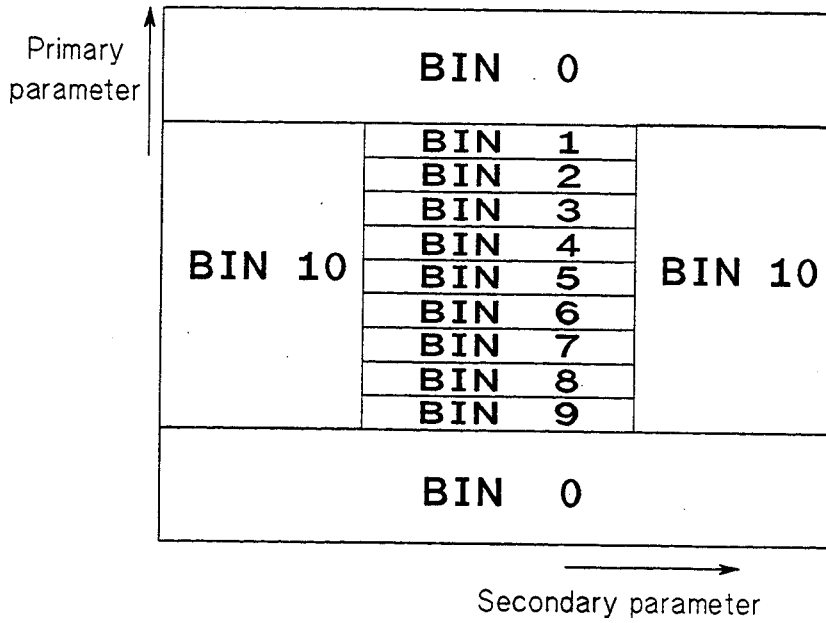 Primary
parameter
BIN 0
BIN 1
BIN 2
BIN 3
BIN 4
BIN 5
BIN 6
BIN 7
BIN 8
BIN 9
BIN 10
BIN 10
BIN 0
Secondary parameter